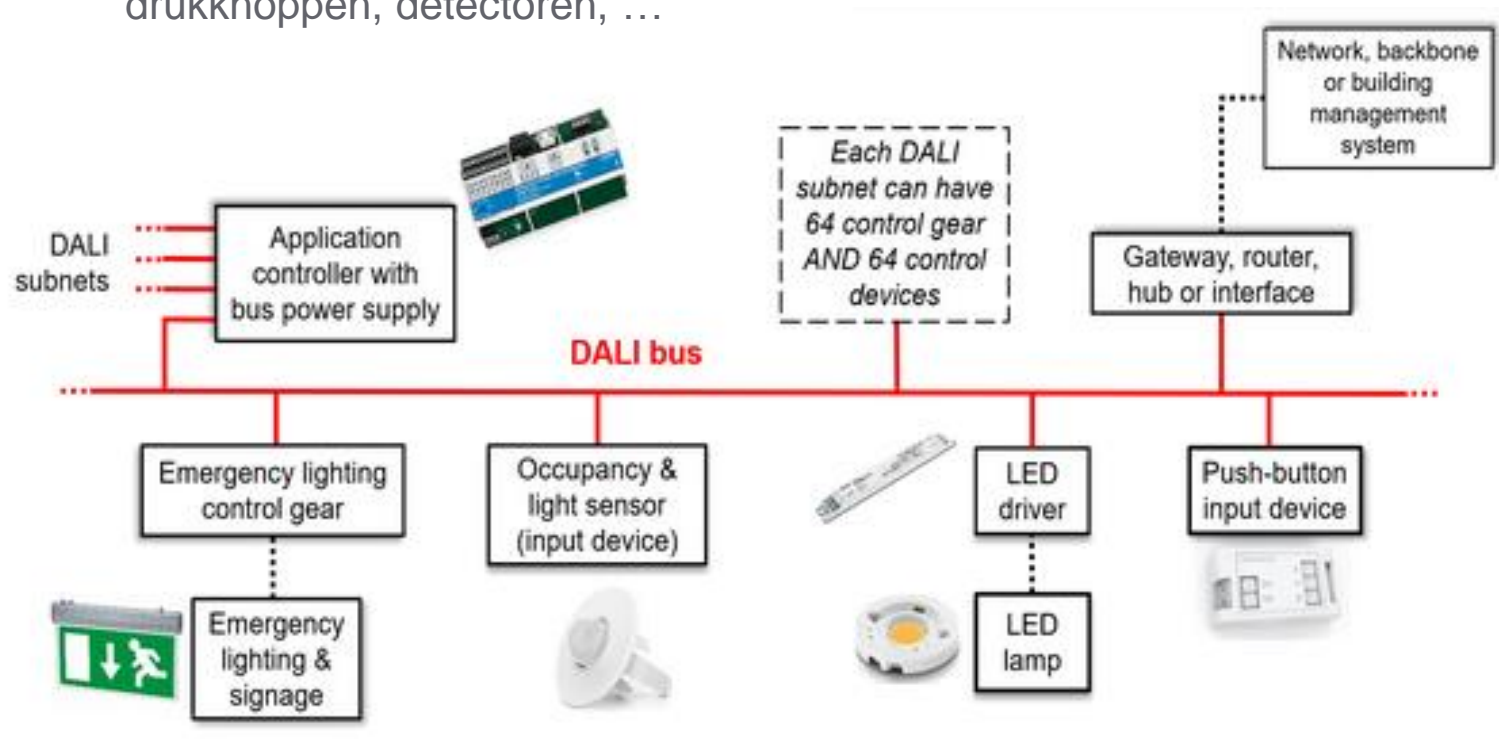 drukknoppen, detectoren, …
Network, backbone
or building
management
system
Each DALI
subnet can have
64 control gear
AND 64 control
devices
DALI
subnets
Application
controller with
bus power supply
Gateway, router,
hub or interface
DALI bus
Emergency lighting
control gear
Occupancy &
light sensor
(input device)
LED
driver
Push-button
input device
Emergency
lighting &
signage
LED
lamp